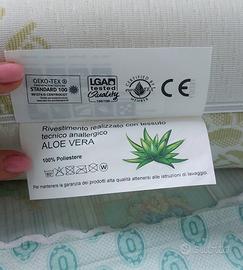 OEKO-TEX®
STANDARD 100
LGA
tested
Quality
CE
Rivestimento realizzato con tessuto
tecnico anallergico
ALOE VERA
100% Poliestere
Per mantenere la garanzia dei prodotti alla qualità attenersi alle istruzioni di lavaggio.
subito